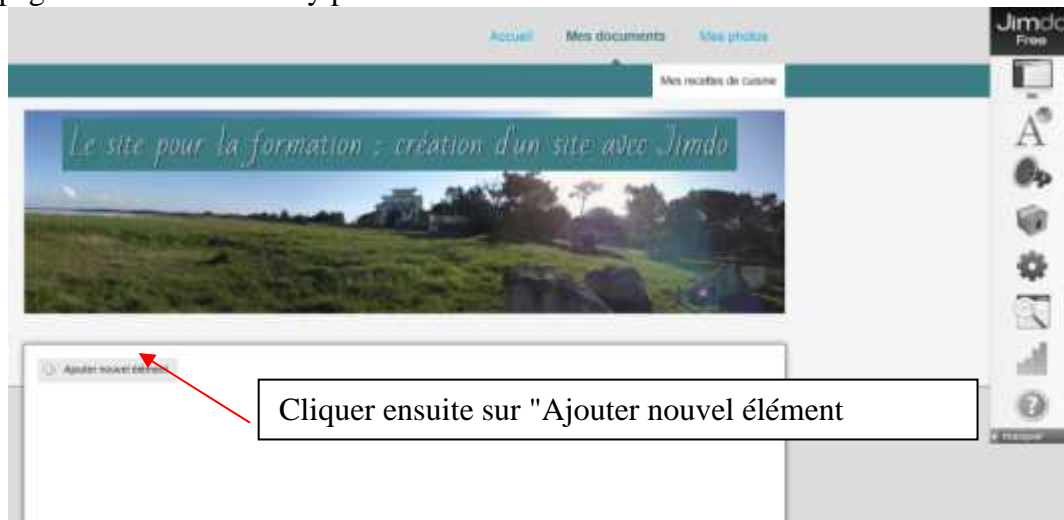 Jimdo
Free
Accueil Mes documents Mes photos
Mes recettes de cuisine
Le site pour la formation : création d'un site avec Jimdo
Ajouter nouvel élément
Cliquer ensuite sur "Ajouter nouvel élément